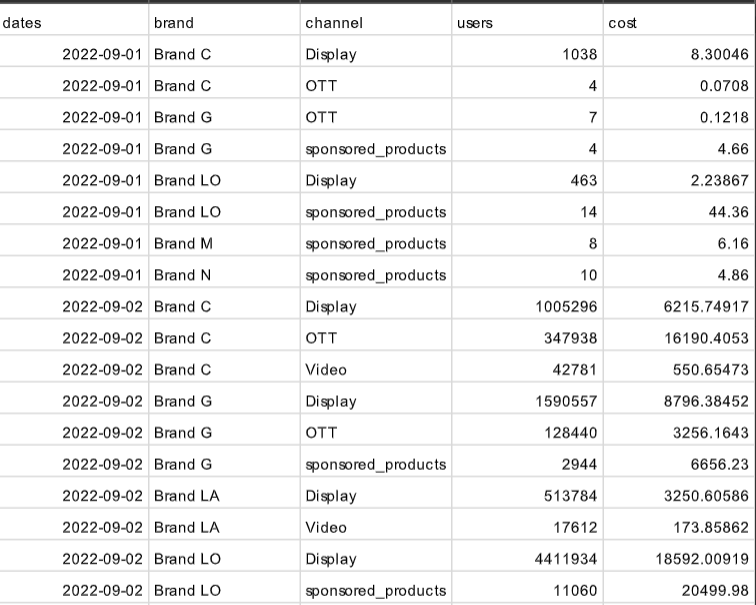 dates brand channel users cost
2022-09-01 Brand C Display 1038 8.30046
2022-09-01 Brand C OTT 4 0.0708
2022-09-01 Brand G OTT 7 0.1218
2022-09-01 Brand G sponsored_products 4 4.66
2022-09-01 Brand LO Display 463 2.23867
2022-09-01 Brand LO sponsored_products 14 44.36
2022-09-01 Brand M sponsored_products 8 6.16
2022-09-01 Brand N sponsored_products 10 4.86
2022-09-02 Brand C Display 1005296 6215.74917
2022-09-02 Brand C OTT 347938 16190.4053
2022-09-02 Brand C Video 42781 550.65473
2022-09-02 Brand G Display 1590557 8796.38452
2022-09-02 Brand G OTT 128440 3256.1643
2022-09-02 Brand G sponsored_products 2944 6656.23
2022-09-02 Brand LA Display 513784 3250.60586
2022-09-02 Brand LA Video 17612 173.85862
2022-09-02 Brand LO Display 4411934 18592.00919
2022-09-02 Brand LO sponsored_products 11060 20499.98